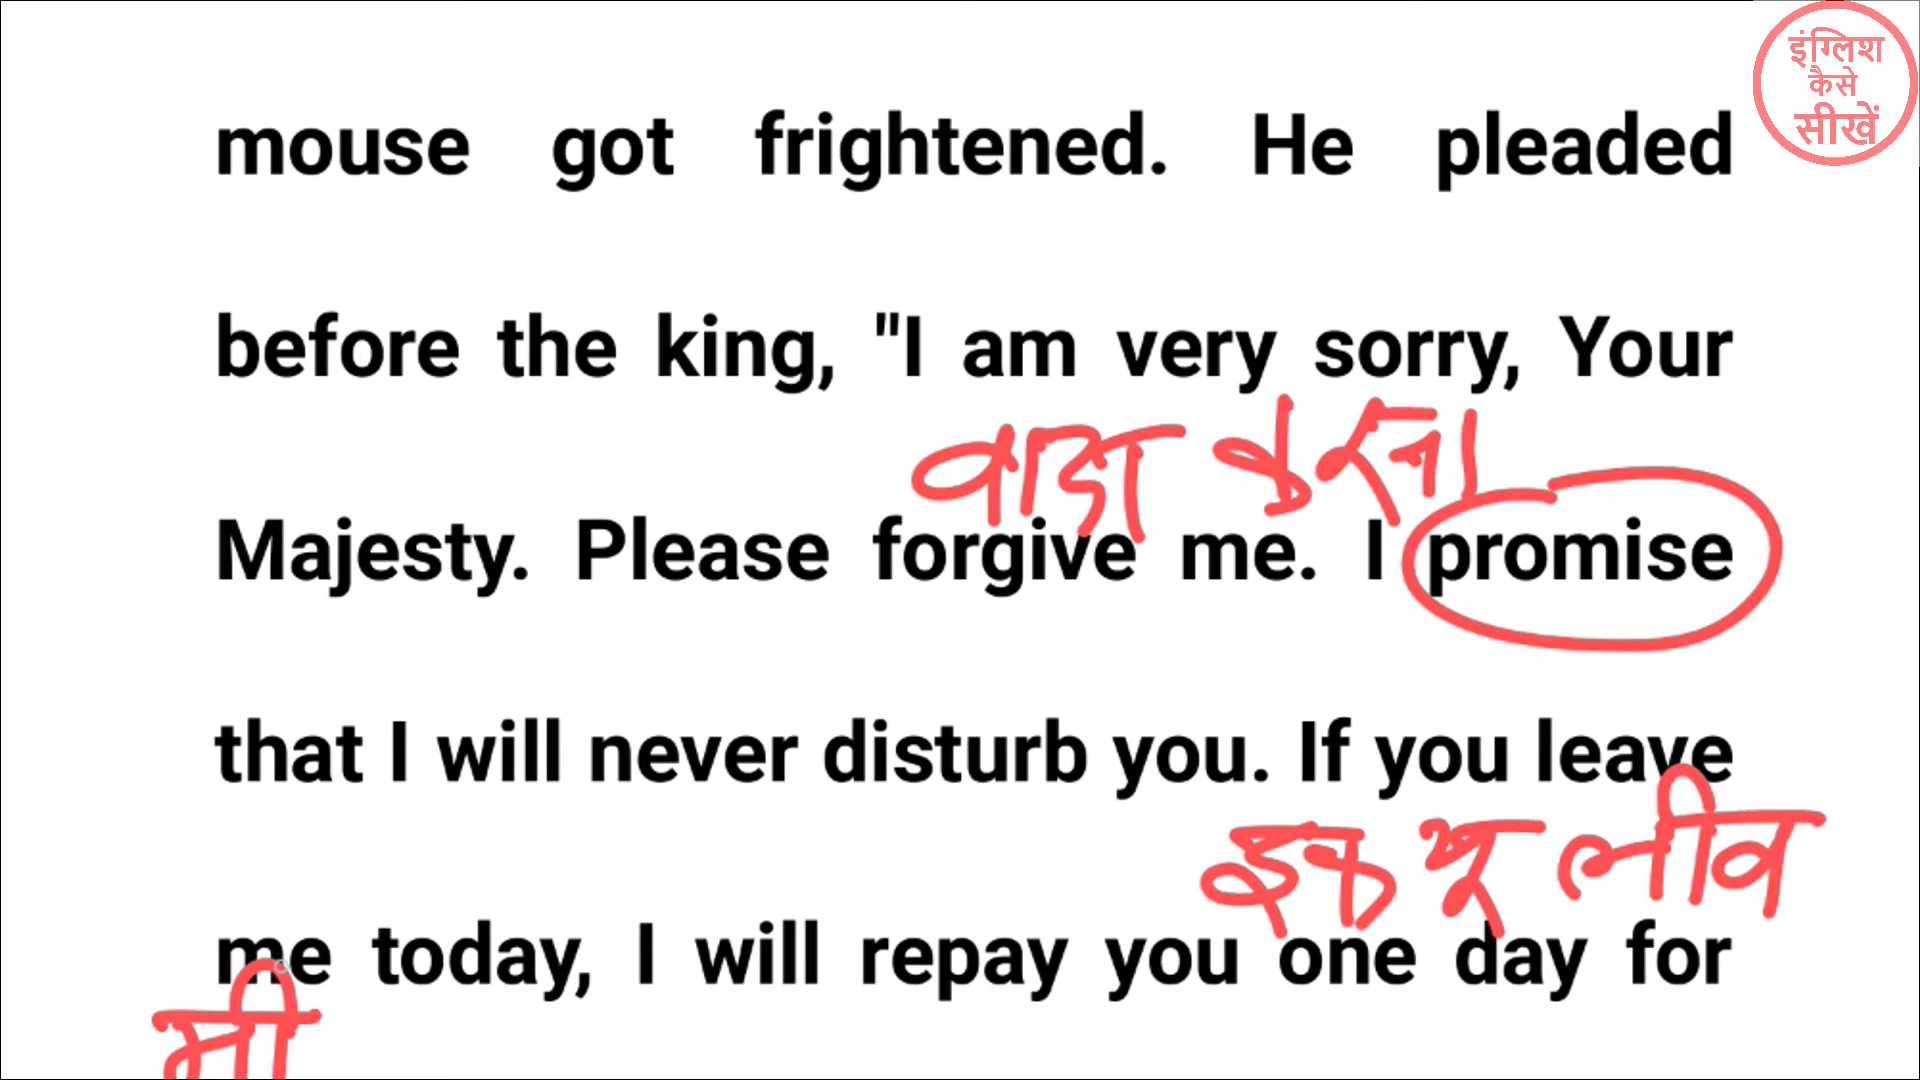 इंग्लिश
कैसे
सीखें
mouse got frightened. He pleaded
before the king, "I am very sorry, Your
वादा करना
Majesty. Please forgive me. I promise
that I will never disturb you. If you leave
इफ यू लीव
me today, I will repay you one day for
मी